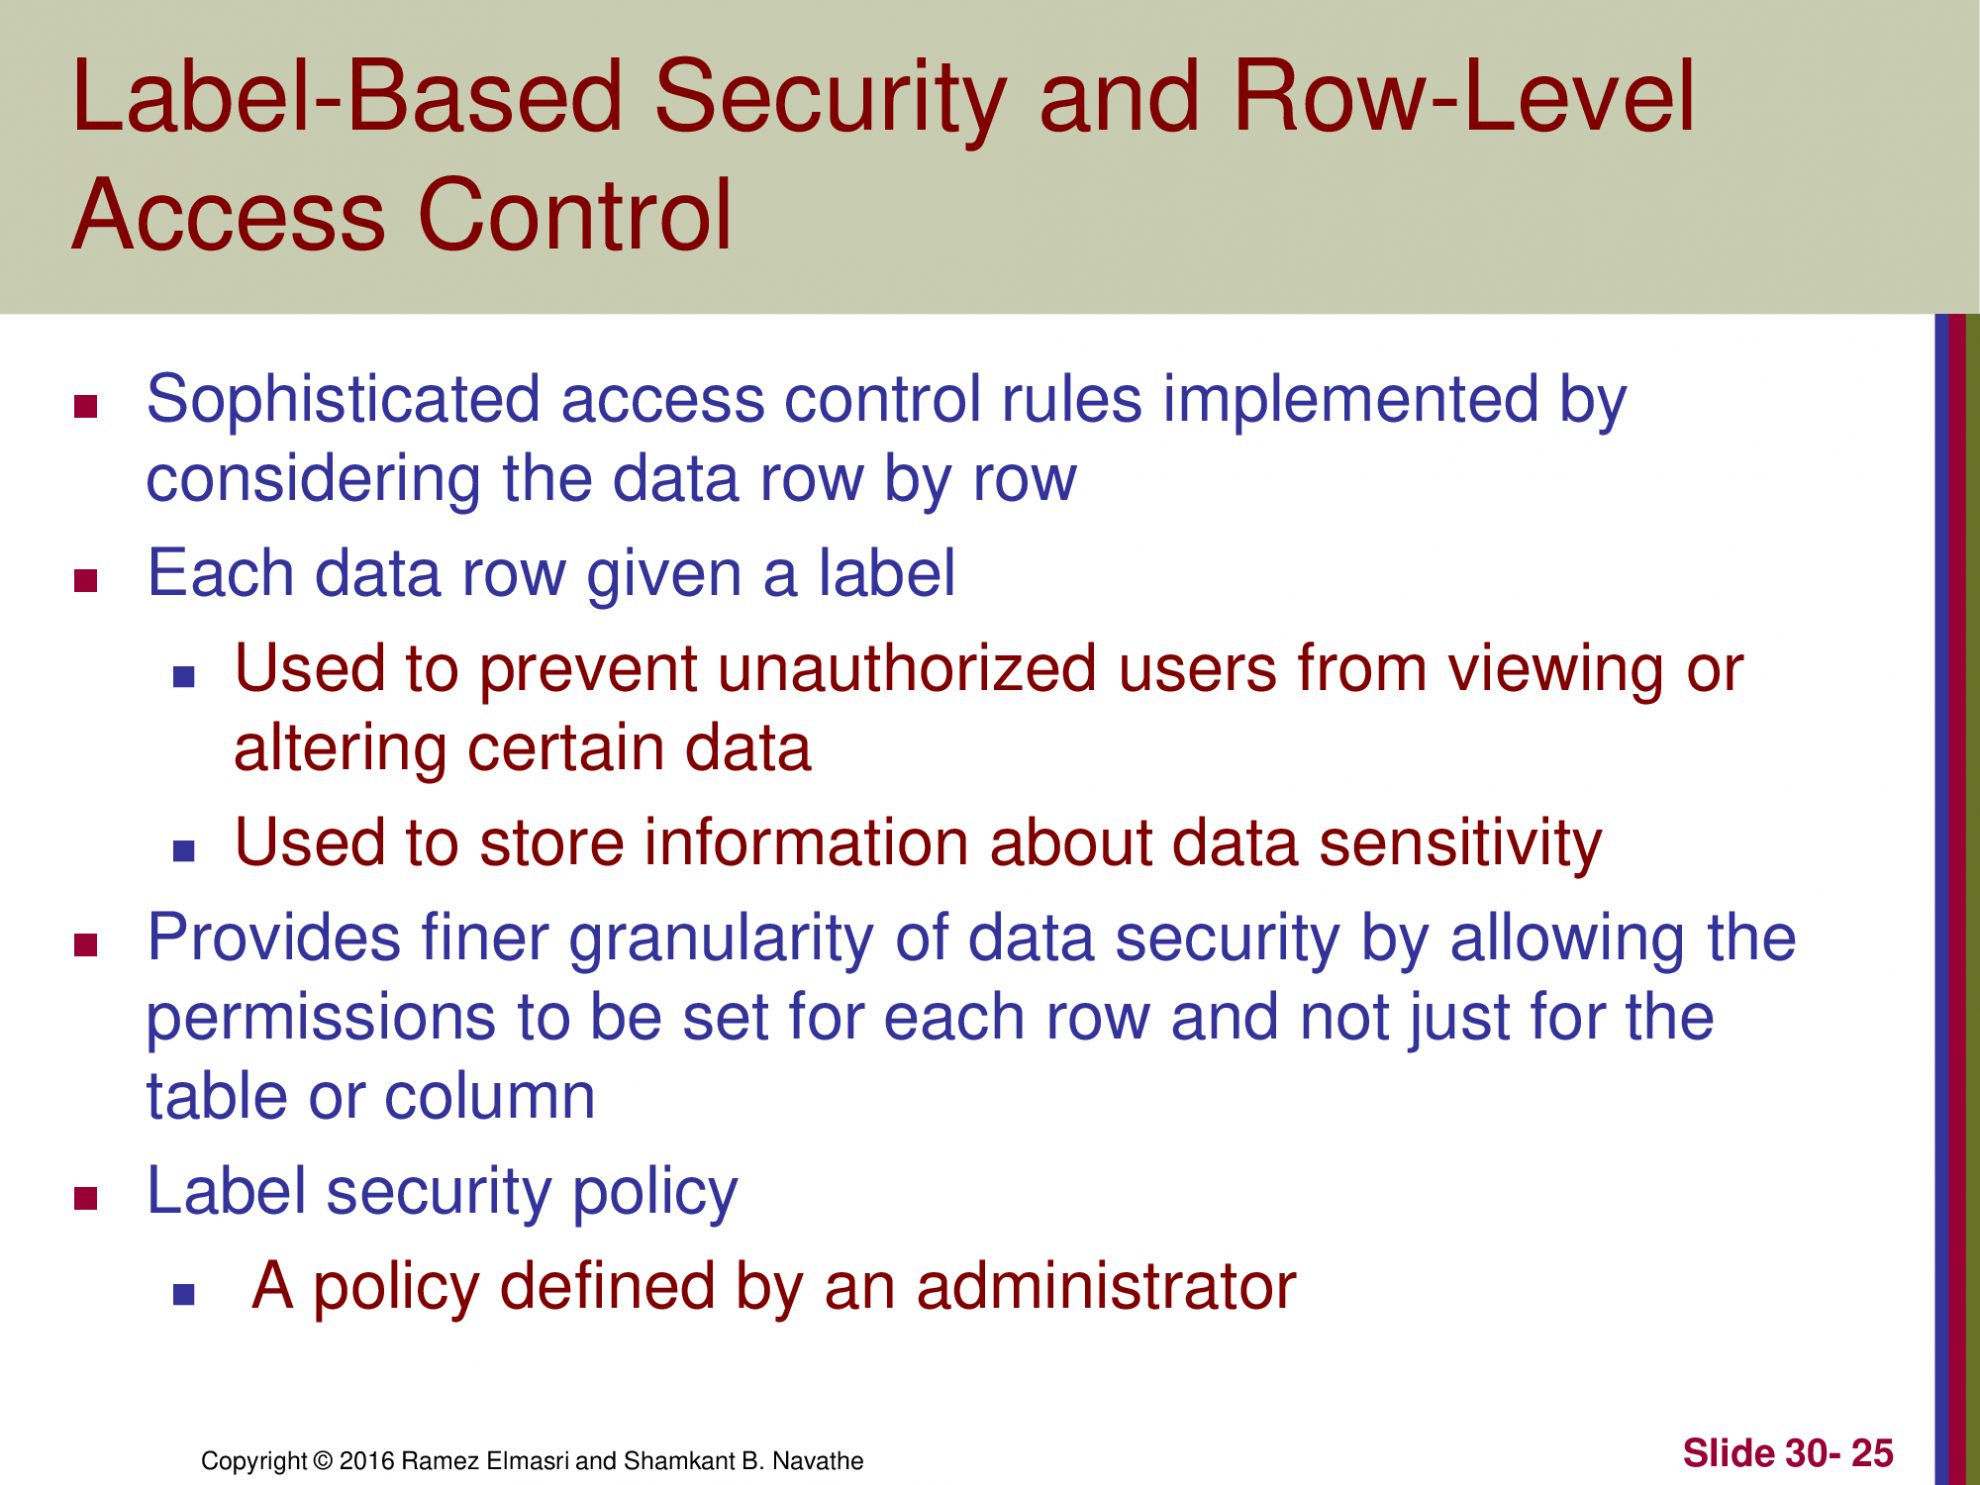 Label-Based Security and Row-Level
Access Control
Sophisticated access control rules implemented by
considering the data row by row
Each data row given a label
Used to prevent unauthorized users from viewing or
altering certain data
Used to store information about data sensitivity
Provides finer granularity of data security by allowing the
permissions to be set for each row and not just for the
table or column
Label security policy
A policy defined by an administrator
Copyright © 2016 Ramez Elmasri and Shamkant B. Navathe
Slide 30- 25